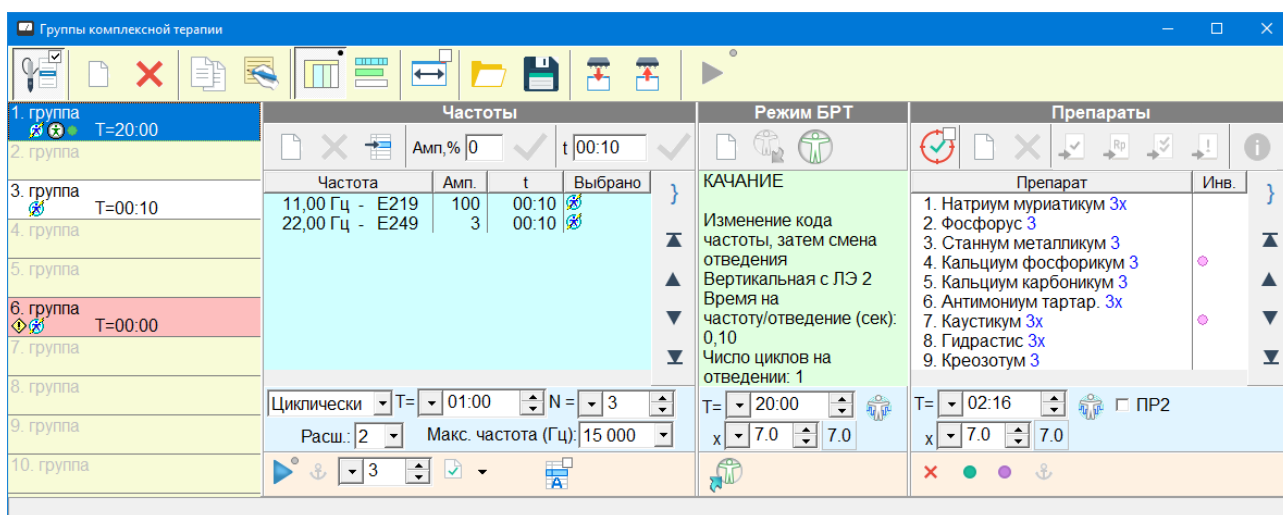 Группы комплексной терапии
1. группа
T=20:00
2. группа
3. группа
T=00:10
4. группа
5. группа
6. группа
T=00:00
7. группа
8. группа
9. группа
10. группа
Частоты
Амп,% 0
t 00:10
Частота Амп. t Выбрано
11,00 Гц - E219 100 00:10
22,00 Гц - E249 3 00:10
Циклически T= 01:00 N = 3
Расш.: 2 Макс. частота (Гц): 15 000
3
A
Режим БРТ
КАЧАНИЕ
Изменение кода
частоты, затем смена
отведения
Вертикальная с ЛЭ 2
Время на
частоту/отведение (сек):
0,10
Число циклов на
отведении: 1
T= 20:00
x 7.0 7.0
Препараты
Rp
Препарат Инв.
1. Натриум муриатикум 3x
2. Фосфорус 3
3. Станнум металликум 3
4. Кальциум фосфорикум 3
5. Кальциум карбоникум 3
6. Антимониум тартар. 3x
7. Каустикум 3x
8. Гидрастис 3x
9. Креозотум 3
T= 02:16 ПР2
x 7.0 7.0